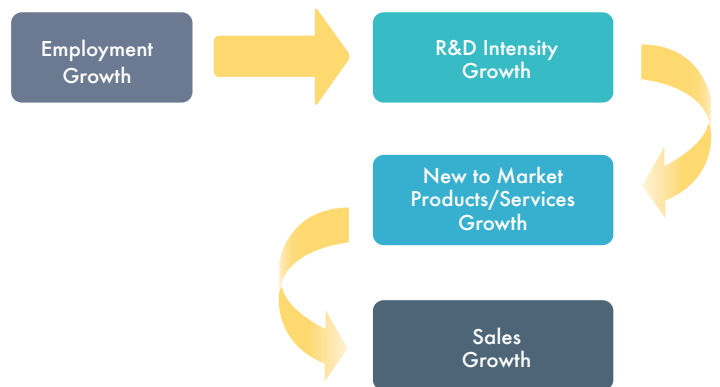 Employment
Growth
R&D Intensity
Growth
New to Market
Products/Services
Growth
Sales
Growth